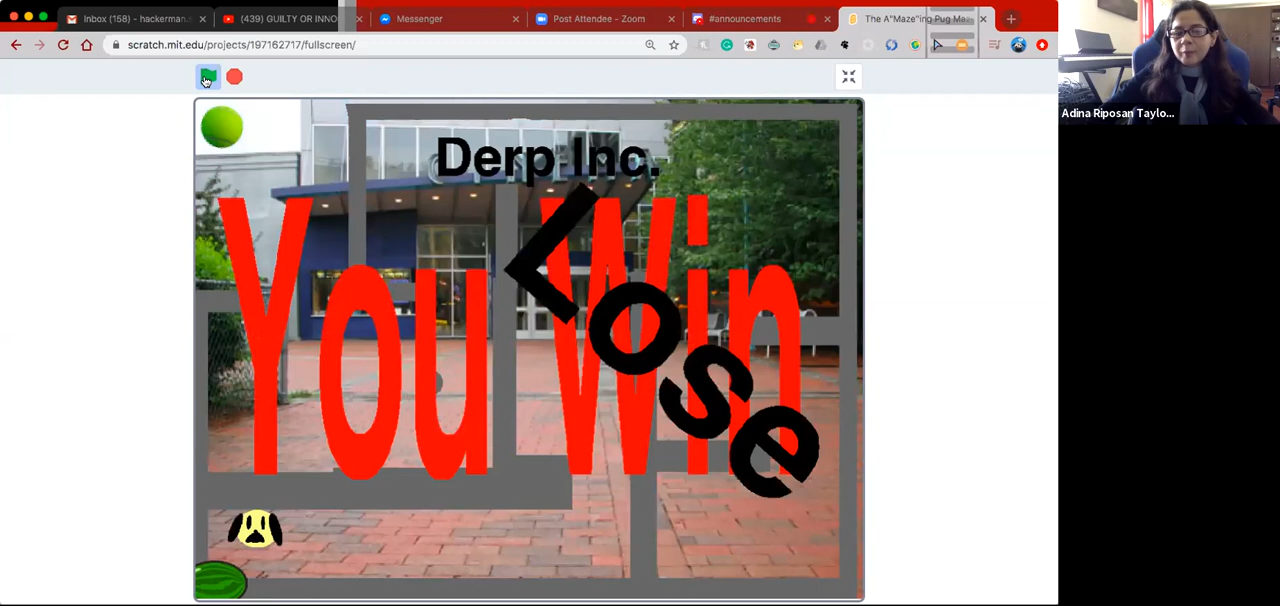 Inbox (158) - hackerman.
(439) GUILTY OR INNO
Messenger
Post Attendee - Zoom
#announcements
The A"Maze"ing Pug Ma
scratch.mit.edu/projects/197162717/fullscreen/
Adina Riposan Taylo...
Derp Inc.
You Win
Lose